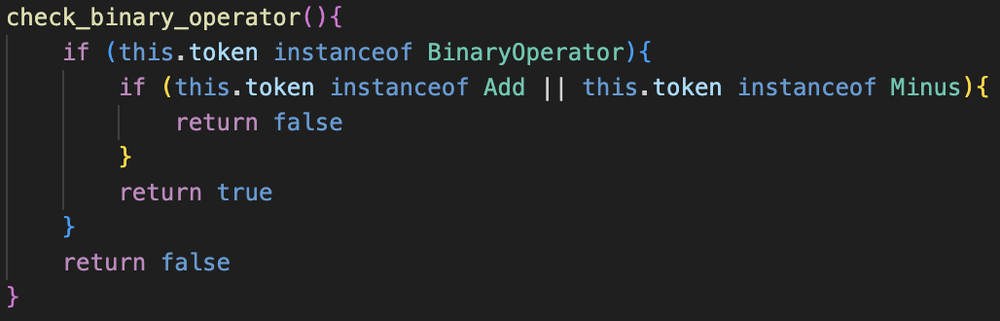 check_binary_operator(){
    if (this.token instanceof BinaryOperator){
        if (this.token instanceof Add || this.token instanceof Minus){
            return false
        }
        return true
    }
    return false
}